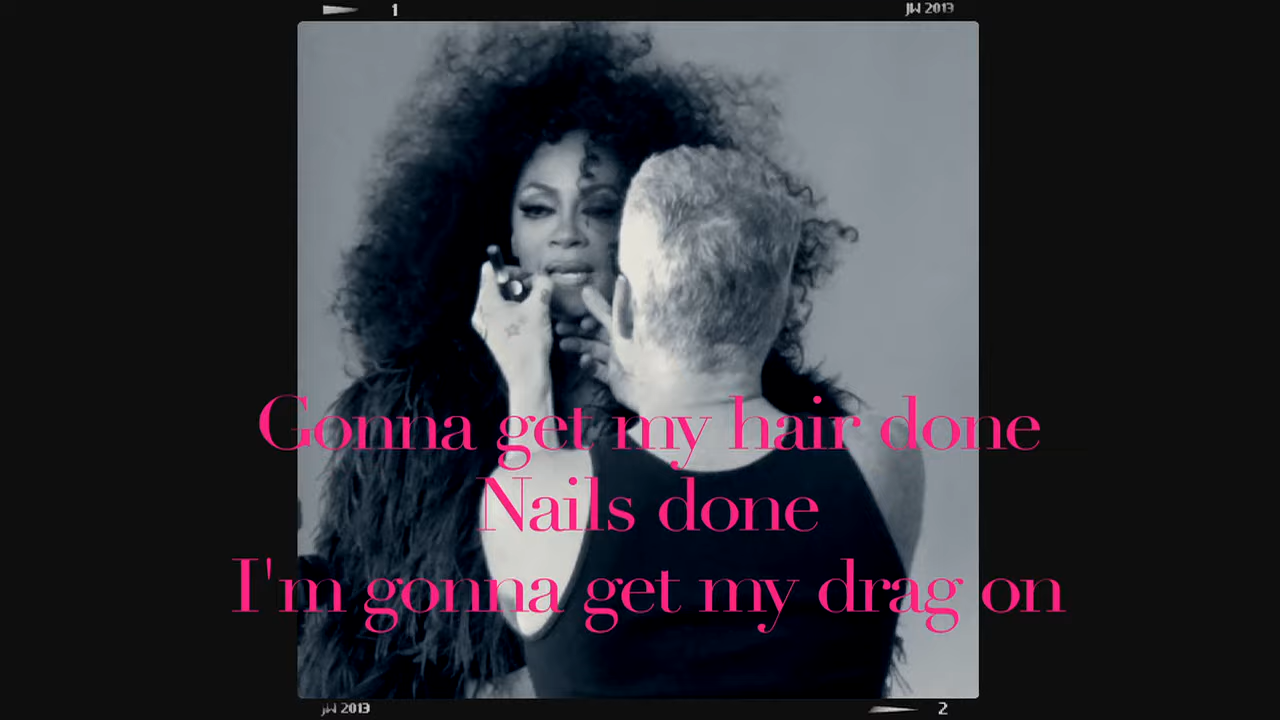 1
JW 2013
Gonna get my hair done
Nails done
I'm gonna get my drag on
JW 2013
2